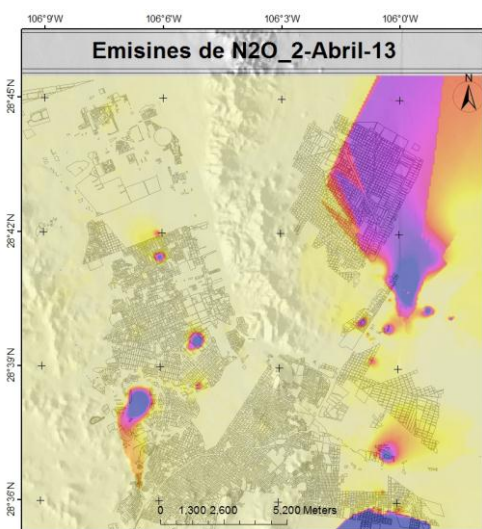 106°9'W 106°6'W 106°3'W 106°0'W
Emisines de N2O_2-Abril-13
N
28°45'N
28°42'N
28°39'N
28°36'N
0 1,300 2,600 5,200 Meters